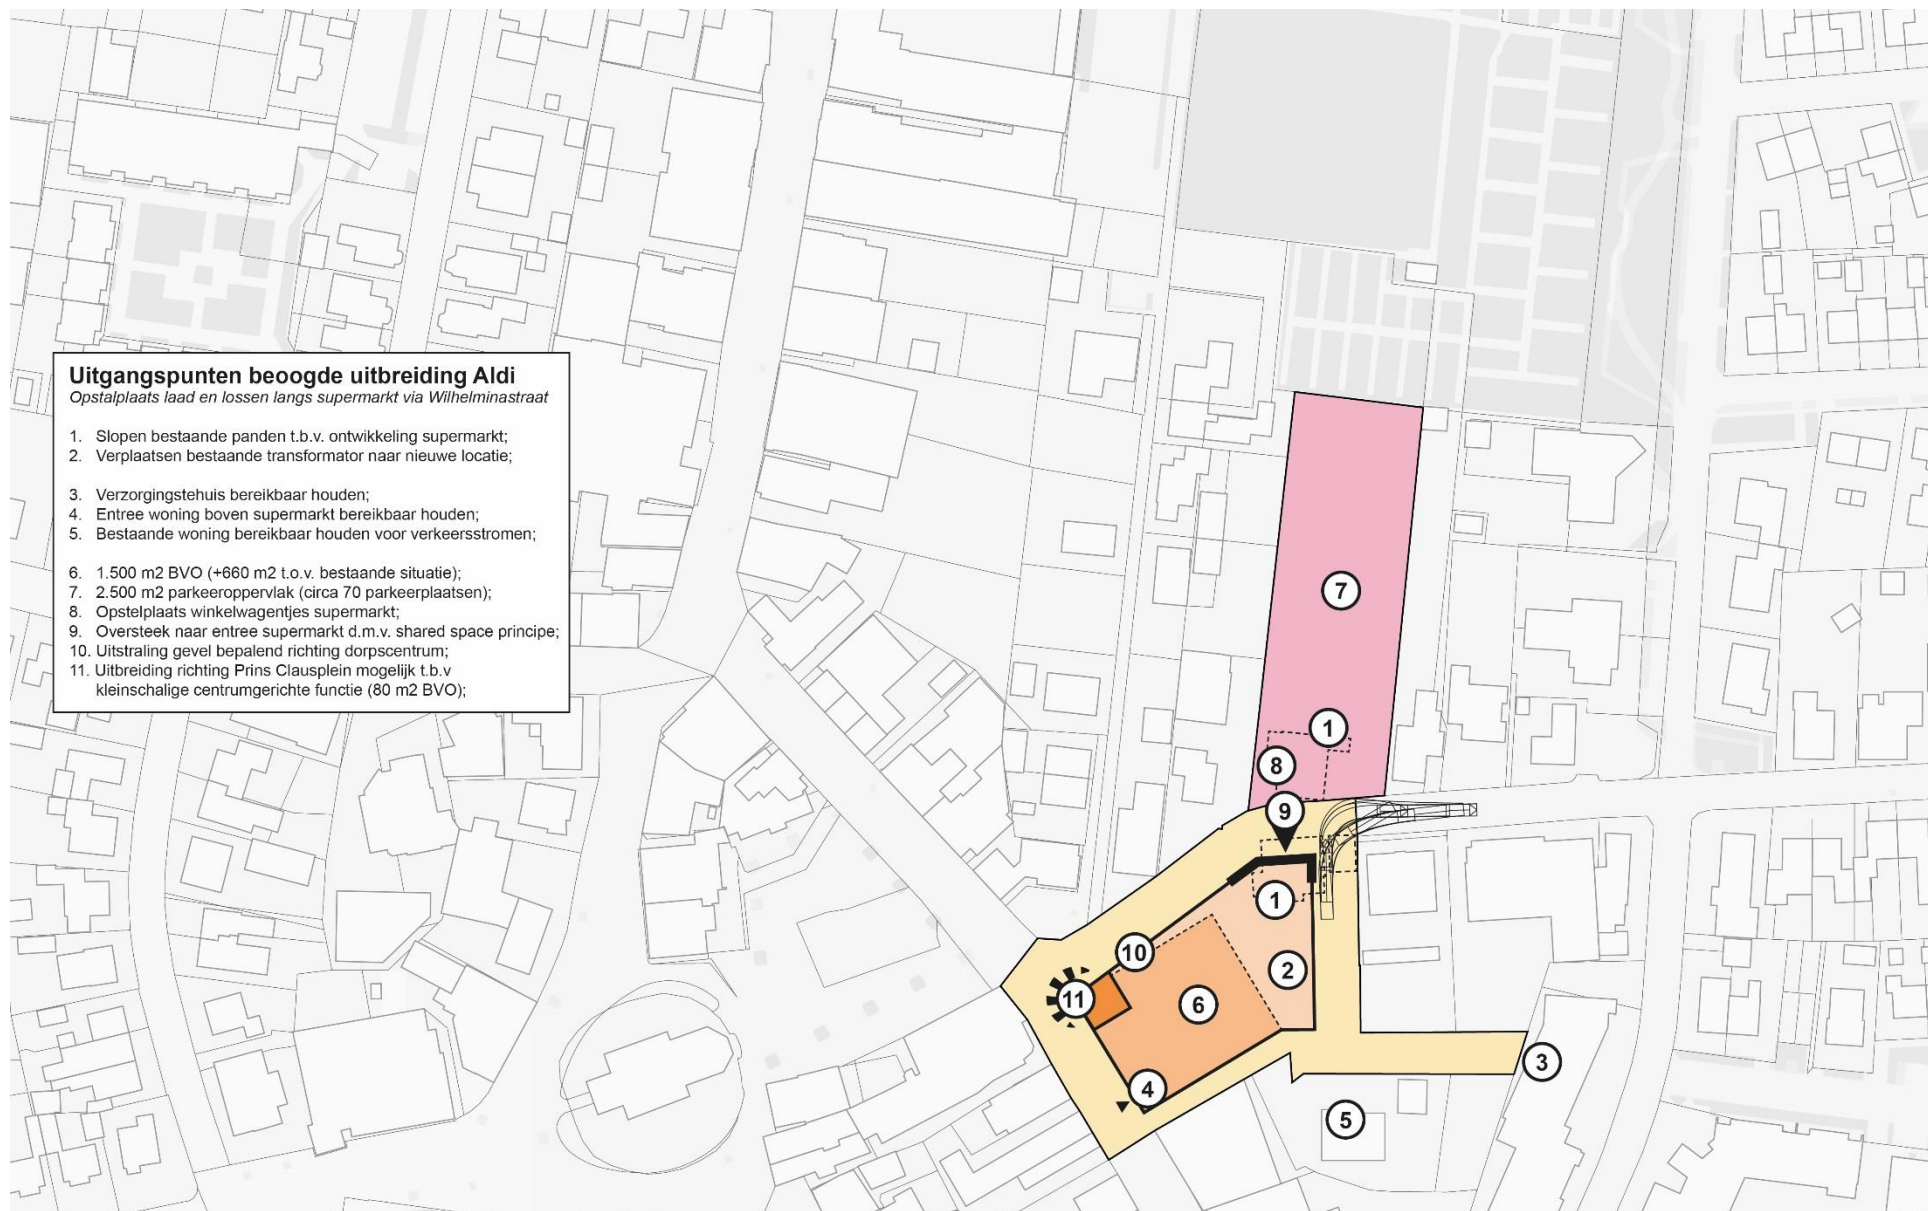 Uitgangspunten beoogde uitbreiding Aldi
Opstalplaats laad en lossen langs supermarkt via Wilhelminastraat
1. Slopen bestaande panden t.b.v. ontwikkeling supermarkt;
2. Verplaatsen bestaande transformator naar nieuwe locatie;
3. Verzorgingstehuis bereikbaar houden;
4. Entree woning boven supermarkt bereikbaar houden;
5. Bestaande woning bereikbaar houden voor verkeersstromen;
6. 1.500 m2 BVO (+660 m2 t.o.v. bestaande situatie);
7. 2.500 m2 parkeeroppervlak (circa 70 parkeerplaatsen);
8. Opstelplaats winkelwagentjes supermarkt;
9. Oversteek naar entree supermarkt d.m.v. shared space principe;
10. Uitstraling gevel bepalend richting dorpscentrum;
11. Uitbreiding richting Prins Clausplein mogelijk t.b.v
kleinschalige centrumgerichte functie (80 m2 BVO);
7
1
8
9
1
10
2
11
6
3
4
5